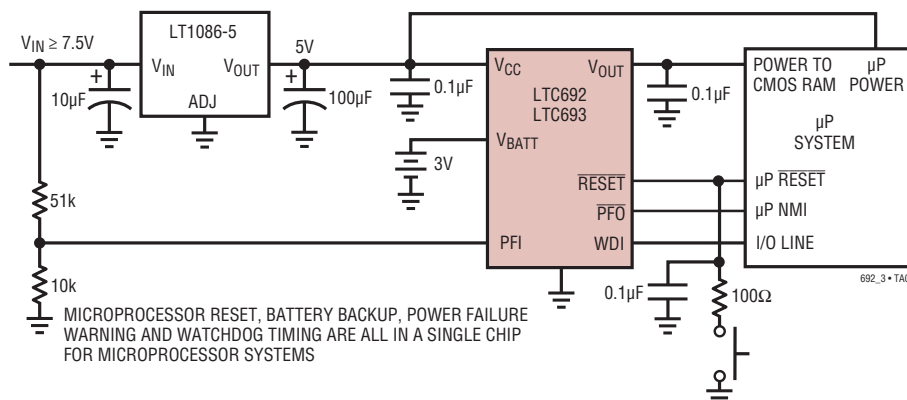 V_IN ≥ 7.5V
LT1086-5
V_IN
V_OUT
ADJ
5V
+
10µF
+
100µF
0.1µF
V_CC
V_OUT
LTC692
LTC693
V_BATT
3V
R̅E̅S̅E̅T̅
P̅F̅O̅
PFI
WDI
0.1µF
POWER TO
CMOS RAM
µP
POWER
µP
SYSTEM
µP R̅E̅S̅E̅T̅
µP NMI
I/O LINE
692_3 • TA
51k
10k
0.1µF
100Ω
MICROPROCESSOR RESET, BATTERY BACKUP, POWER FAILURE
WARNING AND WATCHDOG TIMING ARE ALL IN A SINGLE CHIP
FOR MICROPROCESSOR SYSTEMS